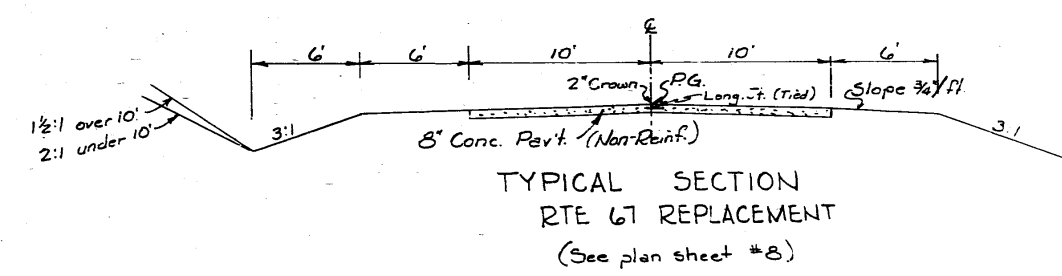 ℄
6' 6' 10' 10' 6'
2" Crown P.G.
Long. Jt. (Tied)
Slope ¾"/ft.
1½:1 over 10'
2:1 under 10'
3:1
8" Conc. Pav't. (Non-Reinf.)
3:1
TYPICAL SECTION
RTE 67 REPLACEMENT
(See plan sheet #8)